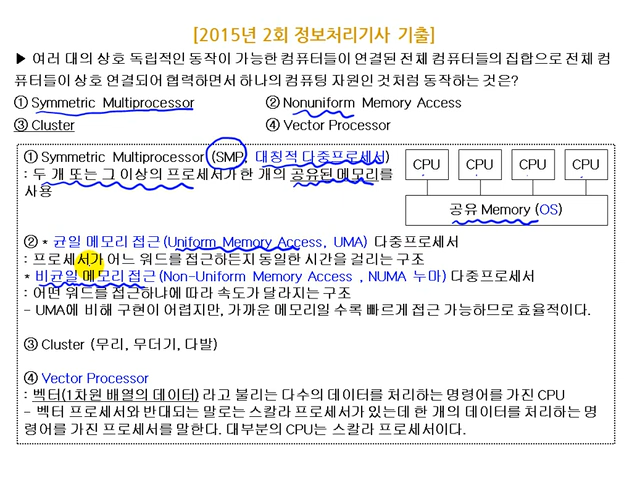 [2015년 2회 정보처리기사 기출]
▶ 여러 대의 상호 독립적인 동작이 가능한 컴퓨터들이 연결된 전체 컴퓨터들의 집합으로 전체 컴
퓨터들이 상호 연결되어 협력하면서 하나의 컴퓨팅 자원인 것처럼 동작하는 것은?
① Symmetric Multiprocessor ② Nonuniform Memory Access
③ Cluster ④ Vector Processor
① Symmetric Multiprocessor (SMP, 대칭적 다중프로세서)
: 두 개 또는 그 이상의 프로세서가 한 개의 공유된 메모리를
사용
CPU CPU CPU CPU
공유 Memory (OS)
② * 균일 메모리 접근(Uniform Memory Access, UMA) 다중프로세서
: 프로세서가 어느 워드를 접근하든지 동일한 시간을 걸리는 구조
* 비균일 메모리 접근(Non-Uniform Memory Access , NUMA 누마) 다중프로세서
: 어떤 워드를 접근하냐에 따라 속도가 달라지는 구조
- UMA에 비해 구현이 어렵지만, 가까운 메모리일 수록 빠르게 접근 가능하므로 효율적이다.
③ Cluster (무리, 무더기, 다발)
④ Vector Processor
: 벡터(1차원 배열의 데이터) 라고 불리는 다수의 데이터를 처리하는 명령어를 가진 CPU
- 벡터 프로세서와 반대되는 말로는 스칼라 프로세서가 있는데 한 개의 데이터를 처리하는 명
령어를 가진 프로세서를 말한다. 대부분의 CPU는 스칼라 프로세서이다.